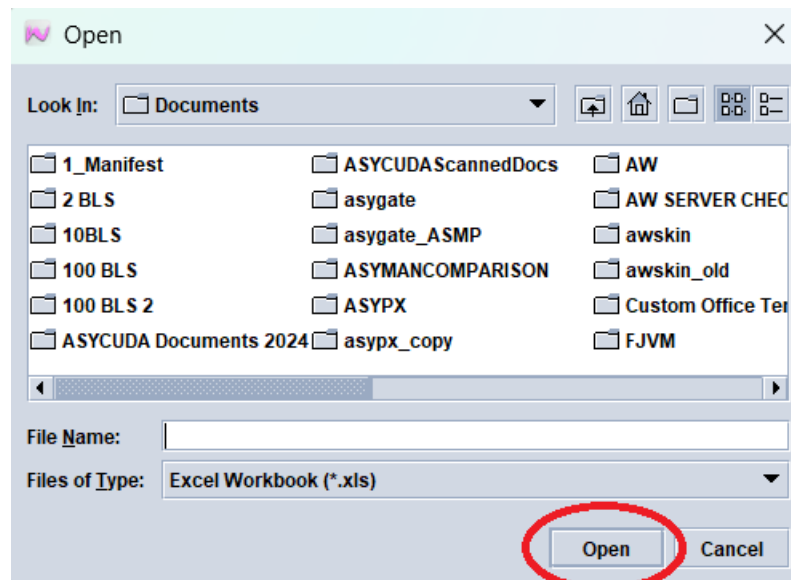 Open
Look In: Documents
1_Manifest ASYCUDAScannedDocs AW
2 BLS asygate AW SERVER CHEC
10BLS asygate_ASMP awskin
100 BLS ASYMANCOMPARISON awskin_old
100 BLS 2 ASYPX Custom Office Ter
ASYCUDA Documents 2024 asypx_copy FJVM
File Name:
Files of Type: Excel Workbook (*.xls)
Open Cancel